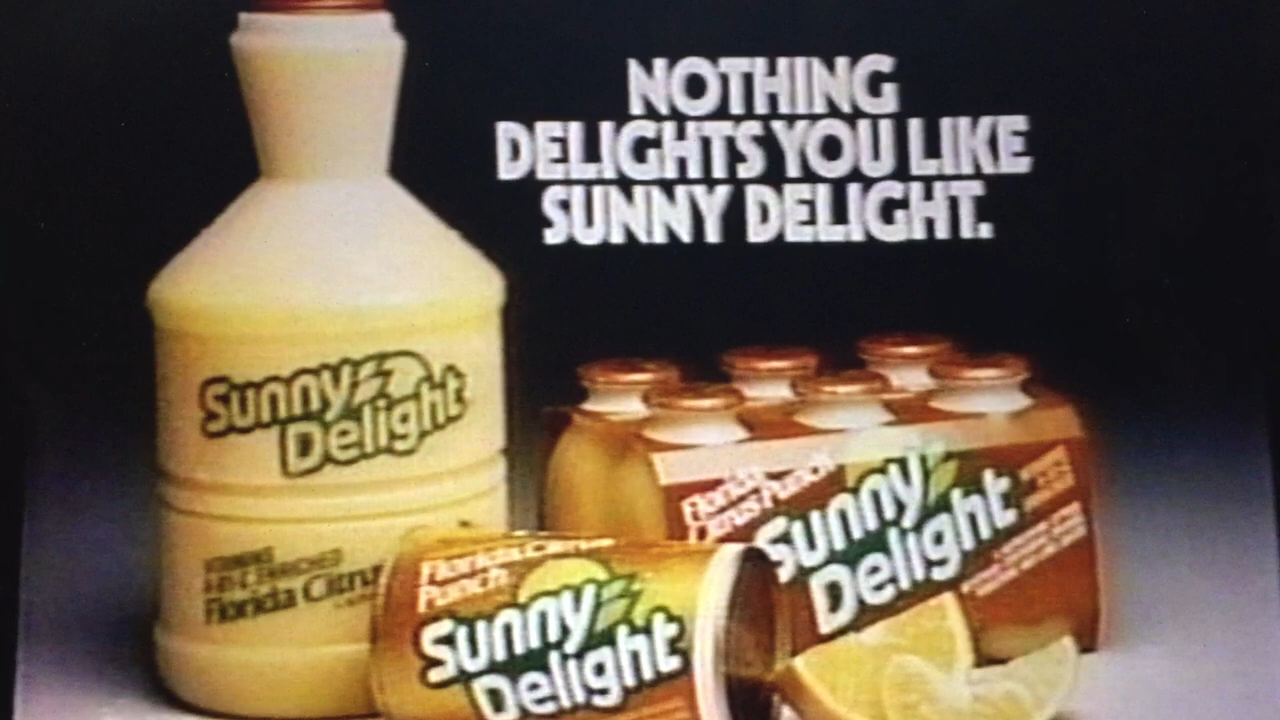 NOTHING
DELIGHTS YOU LIKE
SUNNY DELIGHT.
Sunny
Delight
Florida Citrus
Punch
Sunny
Delight
Florida
Citrus Punch
Sunny
Delight
VITAMINS
Florida Citrus